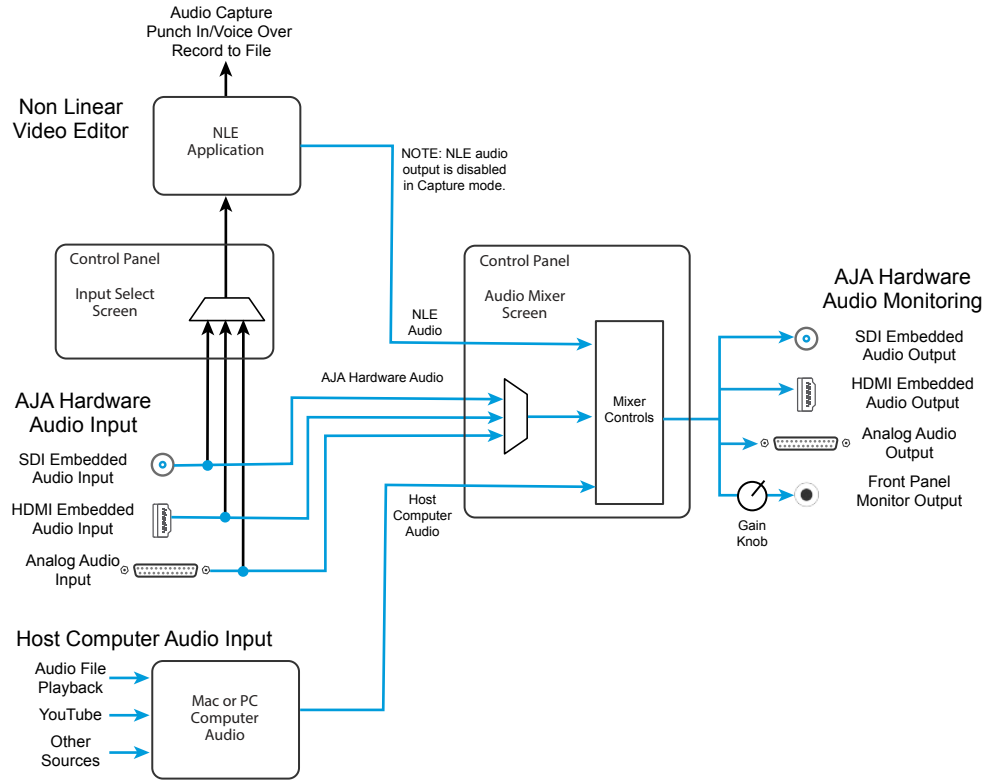 Audio Capture
Punch In/Voice Over
Record to File
Non Linear
Video Editor
NLE
Application
NOTE: NLE audio
output is disabled
in Capture mode.
Control Panel
Input Select
Screen
Control Panel
Audio Mixer
Screen
NLE
Audio
AJA Hardware Audio
Mixer
Controls
AJA Hardware
Audio Monitoring
SDI Embedded
Audio Output
HDMI Embedded
Audio Output
Analog Audio
Output
Front Panel
Monitor Output
Gain
Knob
AJA Hardware
Audio Input
SDI Embedded
Audio Input
HDMI Embedded
Audio Input
Analog Audio
Input
Host
Computer
Audio
Host Computer Audio Input
Audio File
Playback
YouTube
Other
Sources
Mac or PC
Computer
Audio